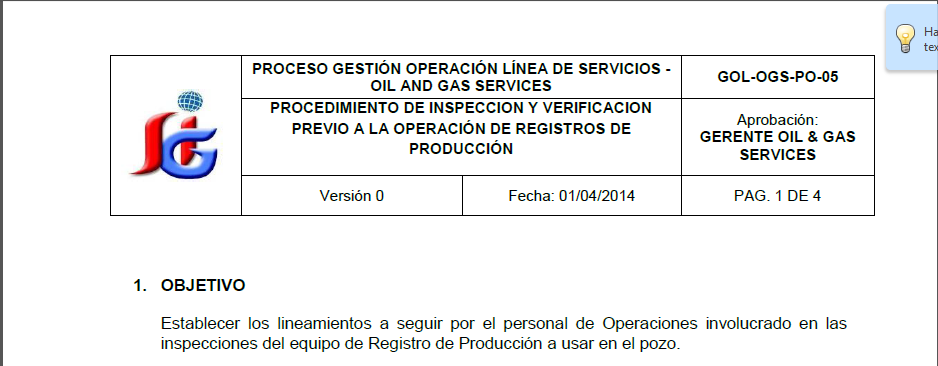 PROCESO GESTIÓN OPERACIÓN LÍNEA DE SERVICIOS -
OIL AND GAS SERVICES
GOL-OGS-PO-05
PROCEDIMIENTO DE INSPECCION Y VERIFICACION
PREVIO A LA OPERACIÓN DE REGISTROS DE
PRODUCCIÓN
Aprobación:
GERENTE OIL & GAS
SERVICES
Versión 0
Fecha: 01/04/2014
PAG. 1 DE 4
1. OBJETIVO
Establecer los lineamientos a seguir por el personal de Operaciones involucrado en las
inspecciones del equipo de Registro de Producción a usar en el pozo.